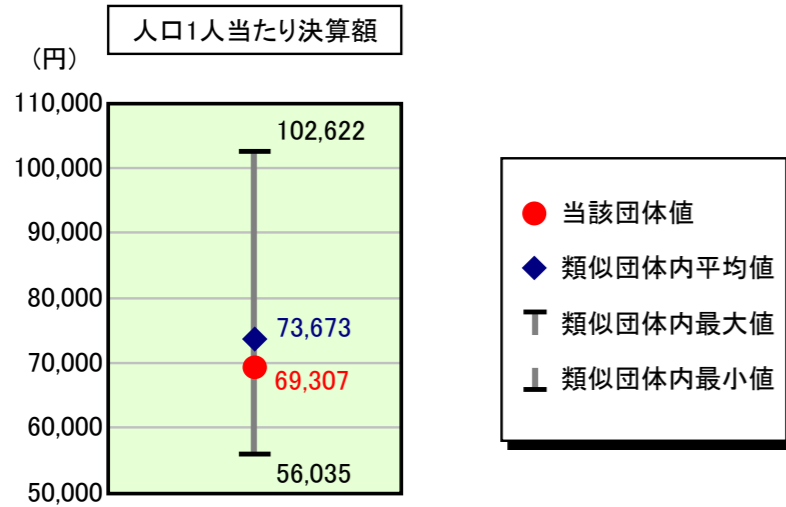 人口1人当たり決算額
(円)
110,000
100,000
90,000
80,000
70,000
60,000
50,000
102,622
73,673
69,307
56,035
当該団体値
類似団体内平均値
類似団体内最大値
類似団体内最小値